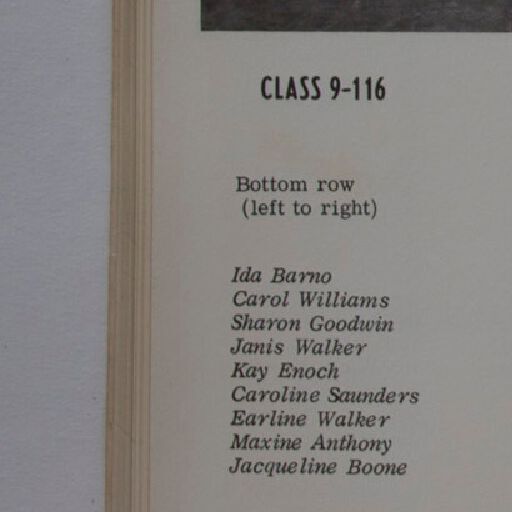 CLASS 9-116
Bottom row
(left to right)
Ida Barno
Carol Williams
Sharon Goodwin
Janis Walker
Kay Enoch
Caroline Saunders
Earline Walker
Maxine Anthony
Jacqueline Boone